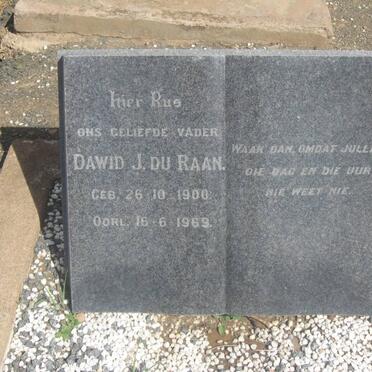 Hier Rus
ONS GELIEFDE VADER
DAWID J. DU RAAN.
GEB. 26-10-1900
OORL. 16-6-1969.
WAAK DAN, OMDAT JULLE
DIE DAG EN DIE UUR
NIE WEET NIE.